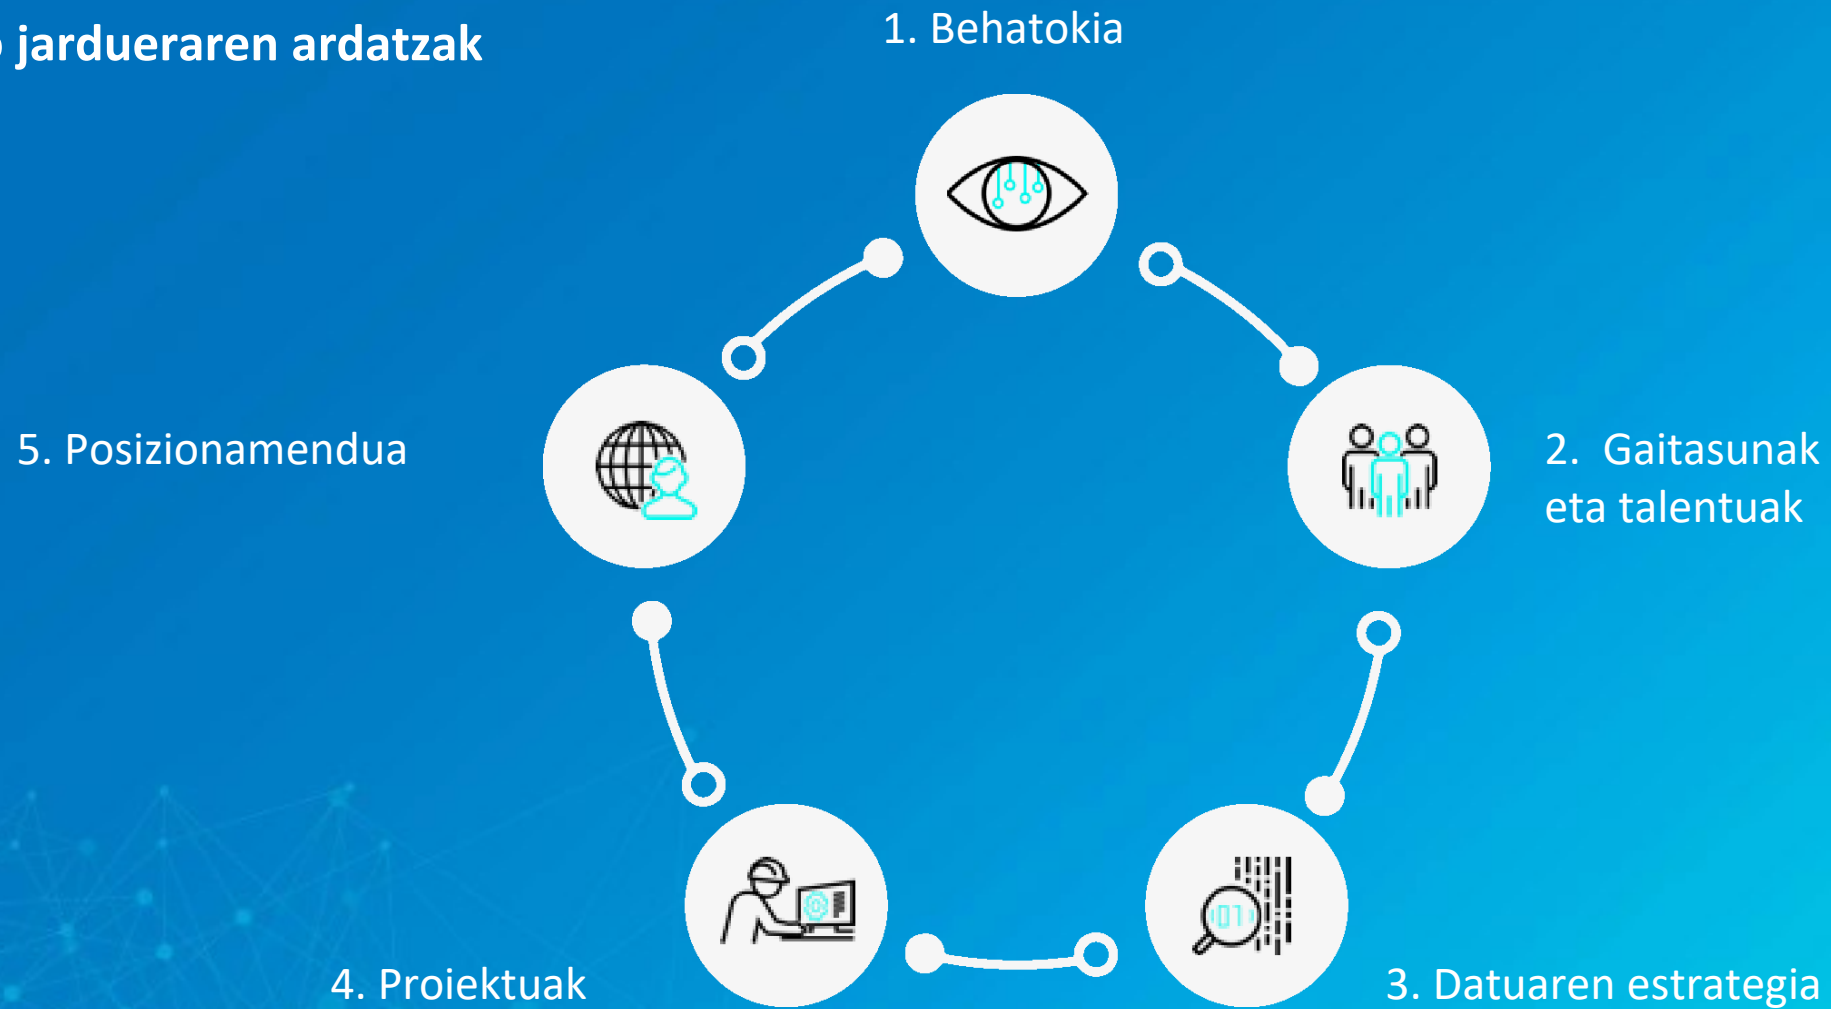 jardueraren ardatzak
1. Behatokia
5. Posizionamendua
2. Gaitasunak
eta talentuak
4. Proiektuak
3. Datuaren estrategia